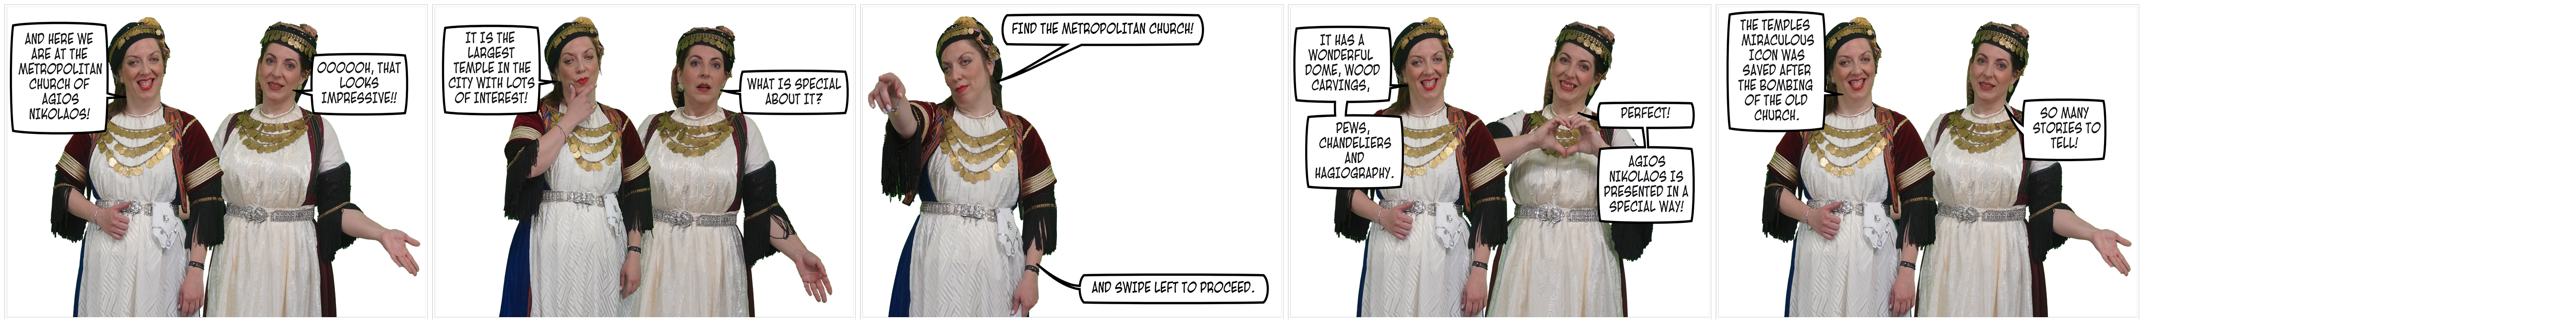 AND HERE WE
ARE AT THE
METROPOLITAN
CHURCH OF
AGIOS
NIKOLAOS!
OOOOOH, THAT
LOOKS
IMPRESSIVE!!
IT IS THE
LARGEST
TEMPLE IN THE
CITY WITH LOTS
OF INTEREST!
WHAT IS SPECIAL
ABOUT IT?
FIND THE METROPOLITAN CHURCH!
AND SWIPE LEFT TO PROCEED.
IT HAS A
WONDERFUL
DOME, WOOD
CARVINGS,
PEWS,
CHANDELIERS
AND
HAGIOGRAPHY.
PERFECT!
AGIOS
NIKOLAOS IS
PRESENTED IN A
SPECIAL WAY!
THE TEMPLES
MIRACULOUS
ICON WAS
SAVED AFTER
THE BOMBING
OF THE OLD
CHURCH.
SO MANY
STORIES TO
TELL!